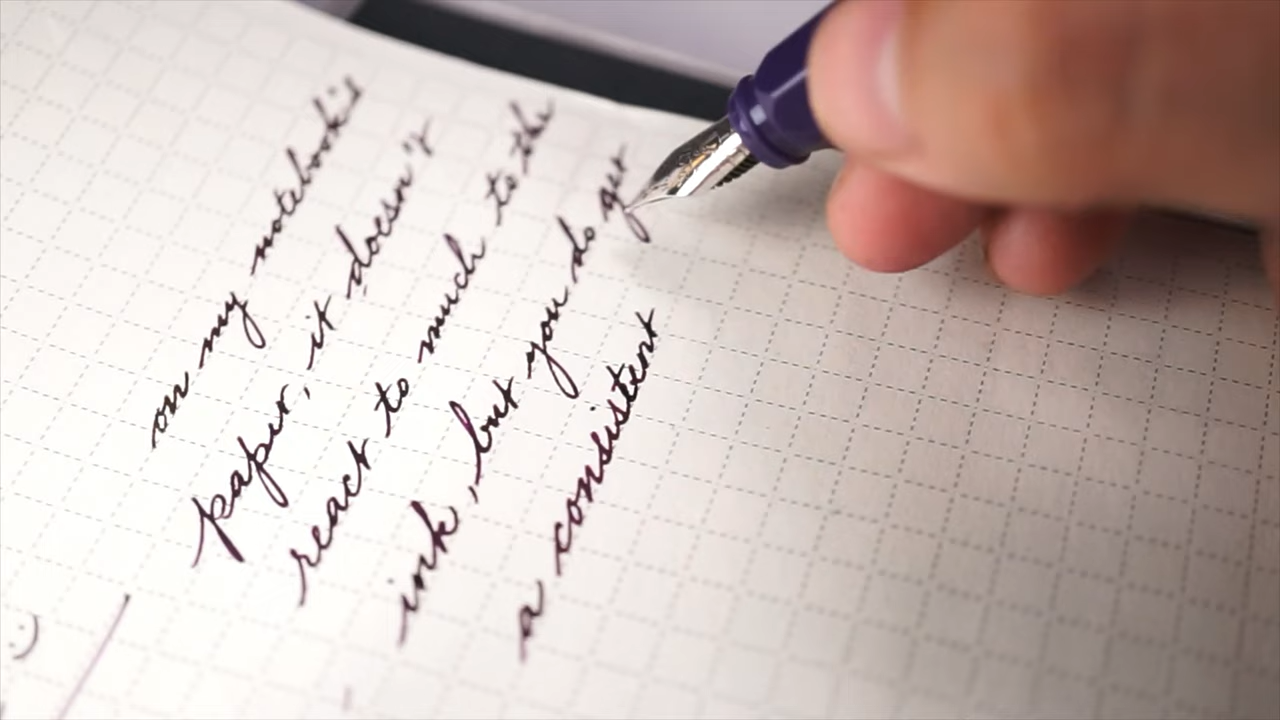 on my notebook's
paper, it doesn't
react to much to the
ink, but you do get
a consistent
:)